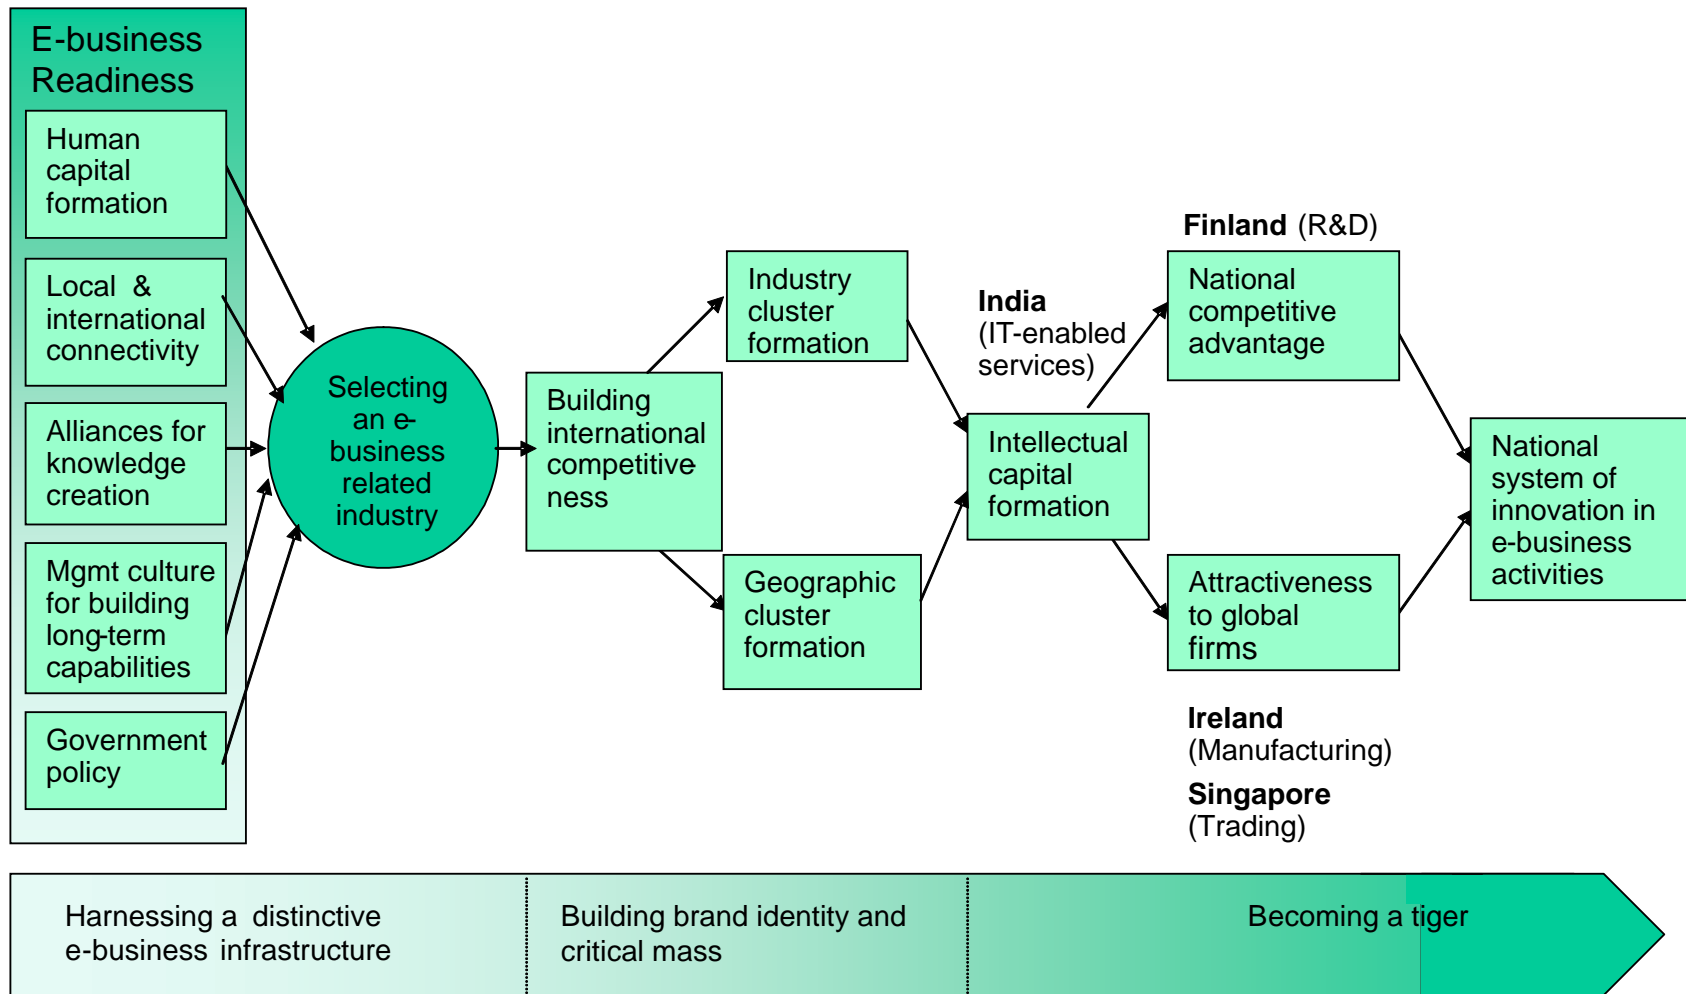 E-business
Readiness
Human
capital
formation
Local &
international
connectivity
Alliances for
knowledge
creation
Mgmt culture
for building
long-term
capabilities
Government
policy
Selecting
an e-
business
related
industry
Building
international
competitive-
ness
Industry
cluster
formation
Geographic
cluster
formation
India
(IT-enabled
services)
Intellectual
capital
formation
Finland (R&D)
National
competitive
advantage
Attractiveness
to global
firms
Ireland
(Manufacturing)
Singapore
(Trading)
National
system of
innovation in
e-business
activities
Harnessing a distinctive
e-business infrastructure
Building brand identity and
critical mass
Becoming a tiger